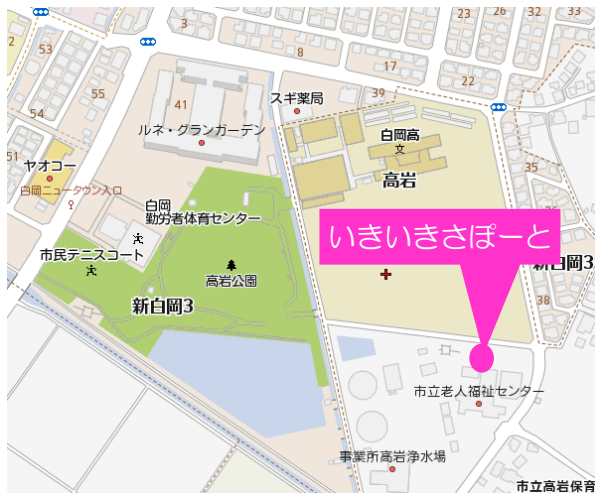 23
26
32
33
3
2
53
8
17
22
55
スギ薬局
39
41
54
ルネ・グランガーデン
白岡高
文
51
ヤオコー
高岩
35
白岡ニュータウン入口
白岡
勤労者体育センター
いきいきさぽーと
市民テニスコート
高岩公園
新白岡3
38
新白岡3
市立老人福祉センター
事業所高岩浄水場
市立高岩保育